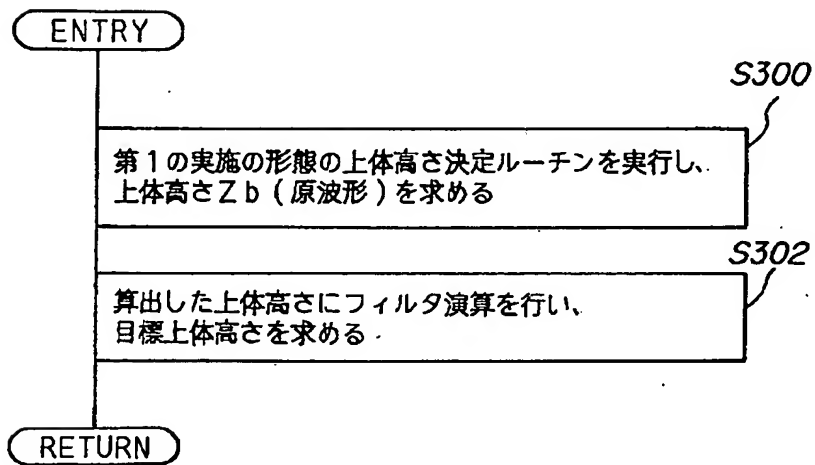 ENTRY
S300
第1の実施の形態の上体高さ決定ルーチンを実行し、
上体高さZb(原波形)を求める
S302
算出した上体高さにフィルタ演算を行い、
目標上体高さを求める
RETURN